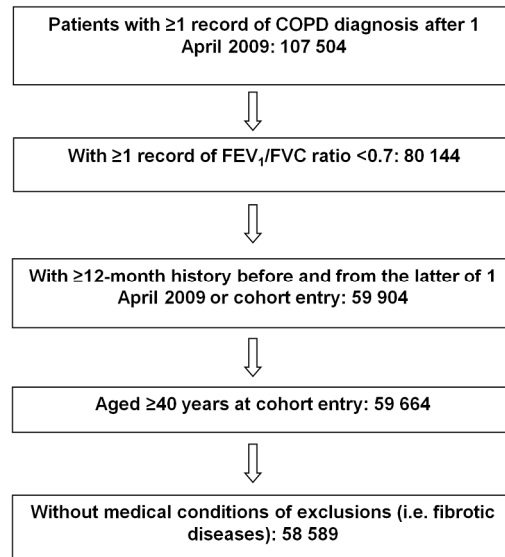 Patients with ≥1 record of COPD diagnosis after 1
April 2009: 107 504
With ≥1 record of FEV₁/FVC ratio <0.7: 80 144
With ≥12-month history before and from the latter of 1
April 2009 or cohort entry: 59 904
Aged ≥40 years at cohort entry: 59 664
Without medical conditions of exclusions (i.e. fibrotic
diseases): 58 589